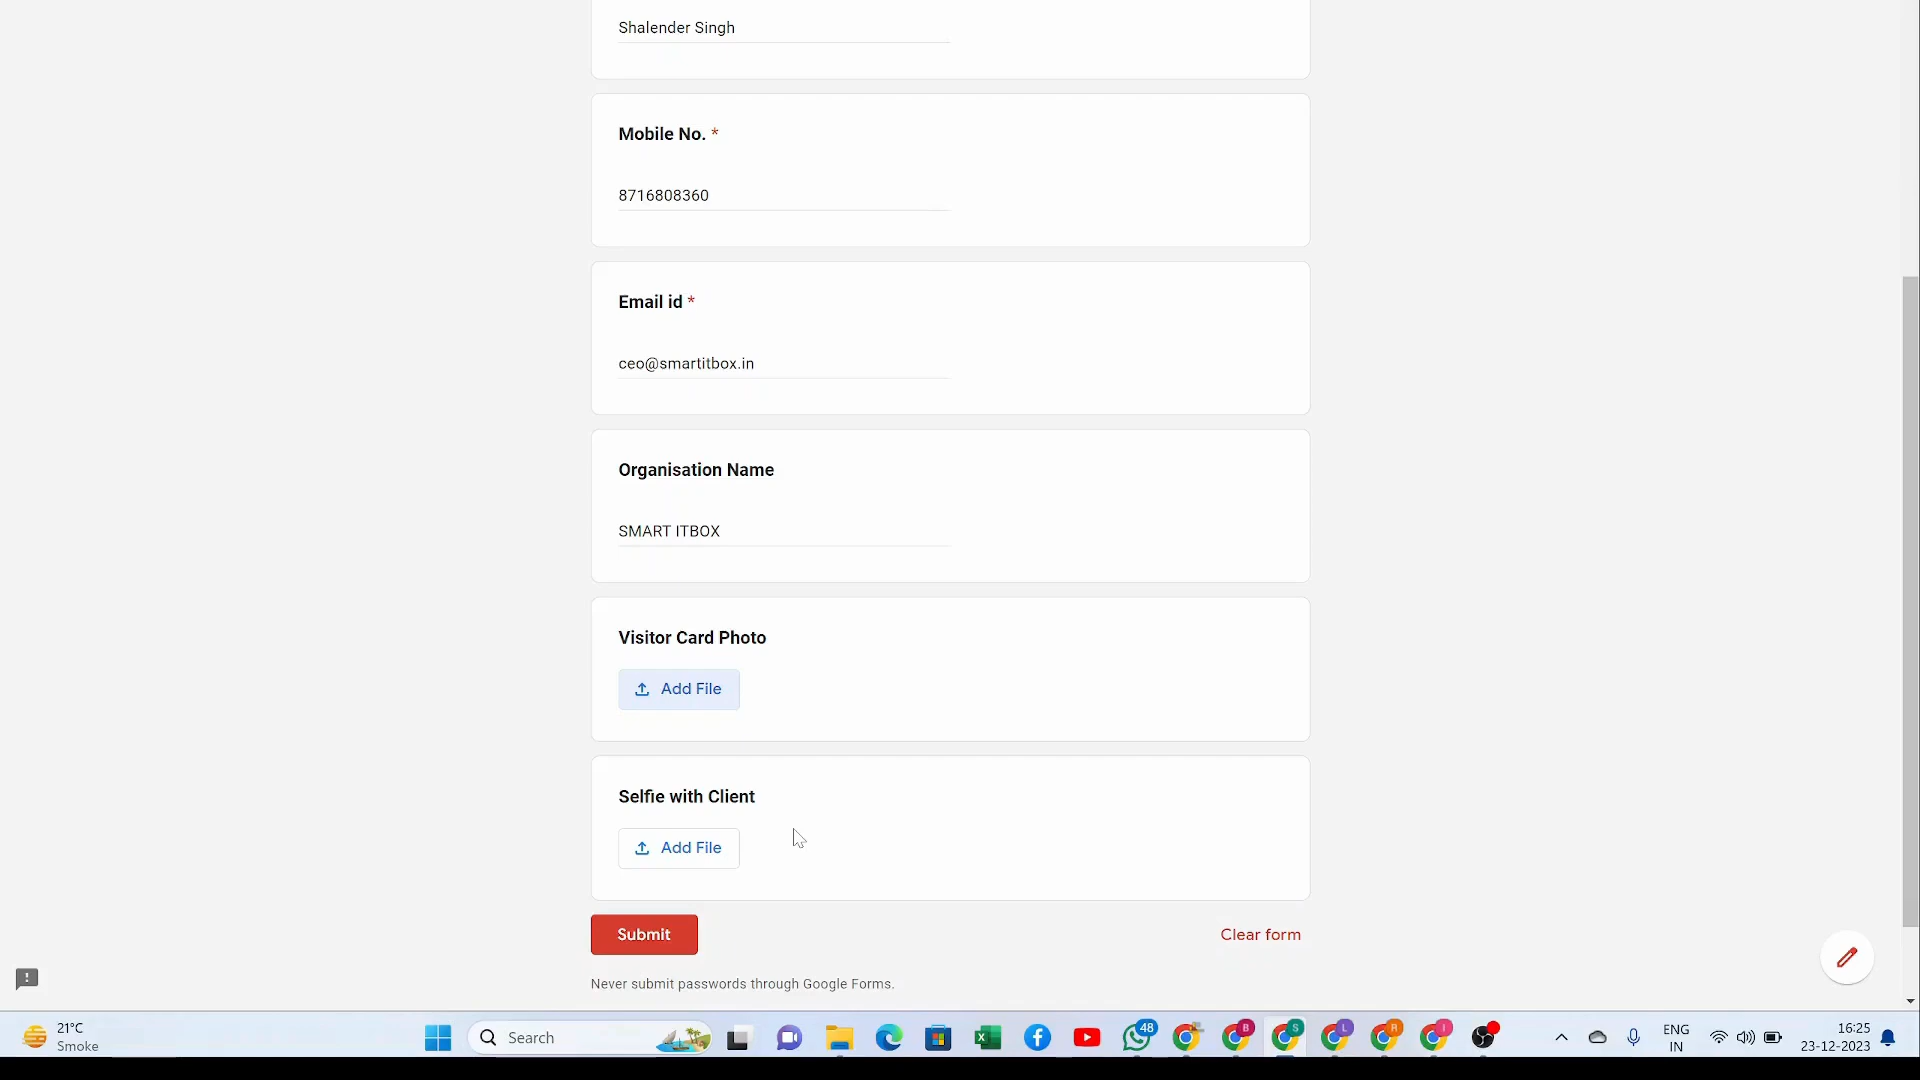 Shalender Singh
Mobile No. *
8716808360
Email id *
ceo@smartitbox.in
Organisation Name
SMART ITBOX
Visitor Card Photo
Add File
Selfie with Client
Add File
Submit
Clear form
Never submit passwords through Google Forms.
21°C
Smoke
Search
48
B
S
L
R
I
ENG
IN
16:25
23-12-2023